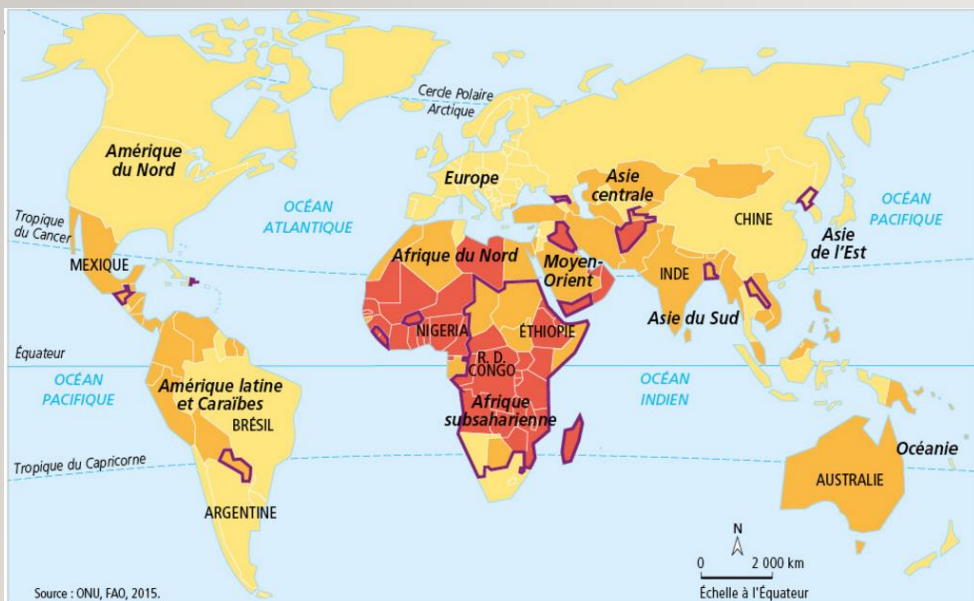 Cercle Polaire
Arctique
Amérique
du Nord
Europe
Asie
centrale
OCÉAN
ATLANTIQUE
CHINE
OCÉAN
PACIFIQUE
Tropique
du Cancer
MEXIQUE
Afrique du Nord
Moyen-
Orient
INDE
Asie
de l'Est
Asie du Sud
NIGERIA
ÉTHIOPIE
Équateur
R. D.
CONGO
OCÉAN
PACIFIQUE
Amérique latine
et Caraïbes
BRÉSIL
Afrique
subsaharienne
OCÉAN
INDIEN
Tropique du Capricorne
Océanie
AUSTRALIE
ARGENTINE
N
0 2 000 km
Échelle à l'Équateur
Source : ONU, FAO, 2015.